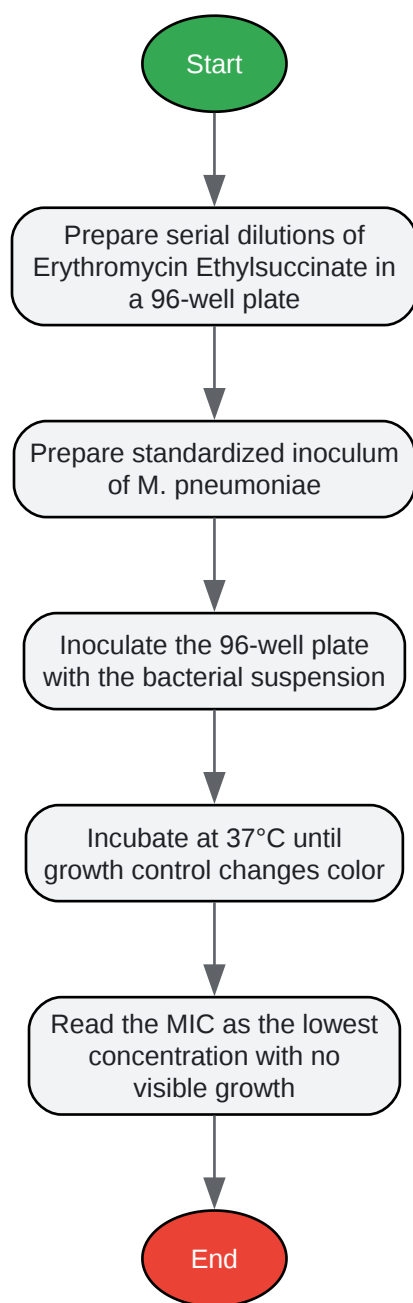 Start
Prepare serial dilutions of
Erythromycin Ethylsuccinate in
a 96-well plate
Prepare standardized inoculum
of M. pneumoniae
Inoculate the 96-well plate
with the bacterial suspension
Incubate at 37°C until
growth control changes color
Read the MIC as the lowest
concentration with no
visible growth
End